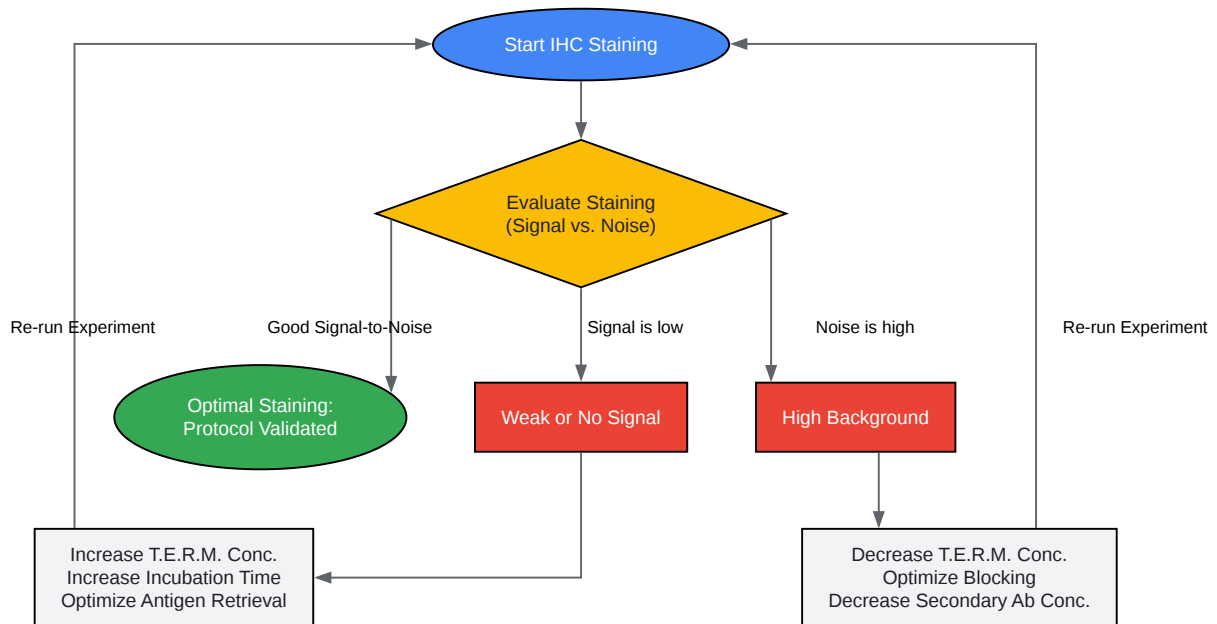 Start IHC Staining
Evaluate Staining
(Signal vs. Noise)
Re-run Experiment
Good Signal-to-Noise
Signal is low
Noise is high
Re-run Experiment
Optimal Staining:
Protocol Validated
Weak or No Signal
High Background
Increase T.E.R.M. Conc.
Increase Incubation Time
Optimize Antigen Retrieval
Decrease T.E.R.M. Conc.
Optimize Blocking
Decrease Secondary Ab Conc.